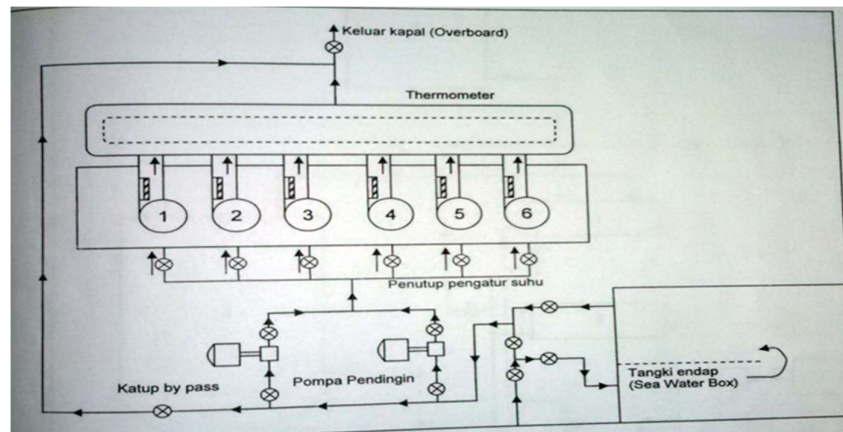 Keluar kapal (Overboard)
Thermometer
1 2 3 4 5 6
Penutup pengatur suhu
Katup by pass
Pompa Pendingin
Tangki endap
(Sea Water Box)